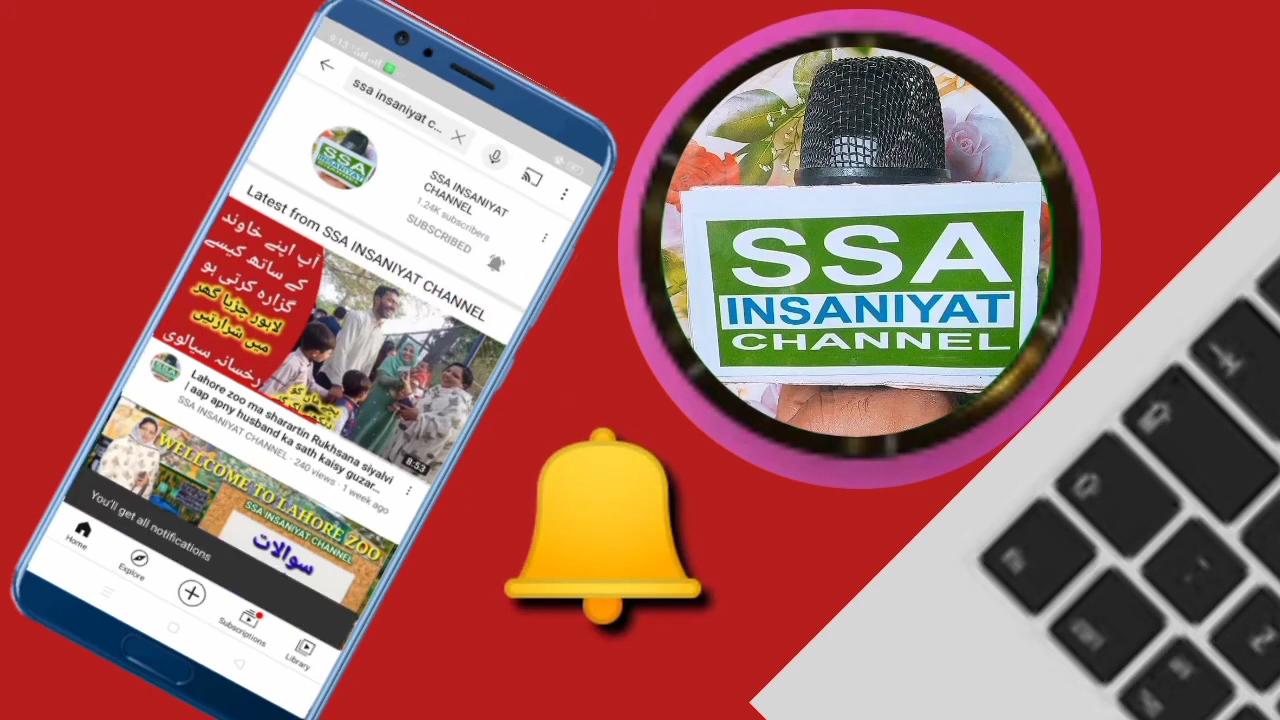 9:13
ssa insaniyat c...
SSA INSANIYAT
CHANNEL
1.24K subscribers
SUBSCRIBED
Latest from SSA INSANIYAT CHANNEL
آپ اپنے خاوند
کے ساتھ کیسے
گزارہ کرتی ہو
لاہور چڑیا گھر
میں شرارتیں
رخسانہ سیالوی
8:53
Lahore zoo ma sharartin Rukhsana siyalvi
| aap apny husband ka sath kaisy guzar...
SSA INSANIYAT CHANNEL · 240 views · 1 week ago
WELLCOME TO LAHORE ZOO
SSA INSANIYAT CHANNEL
سوالات
You'll get all notifications
Home
Explore
Subscriptions
Library
SSA
INSANIYAT
CHANNEL